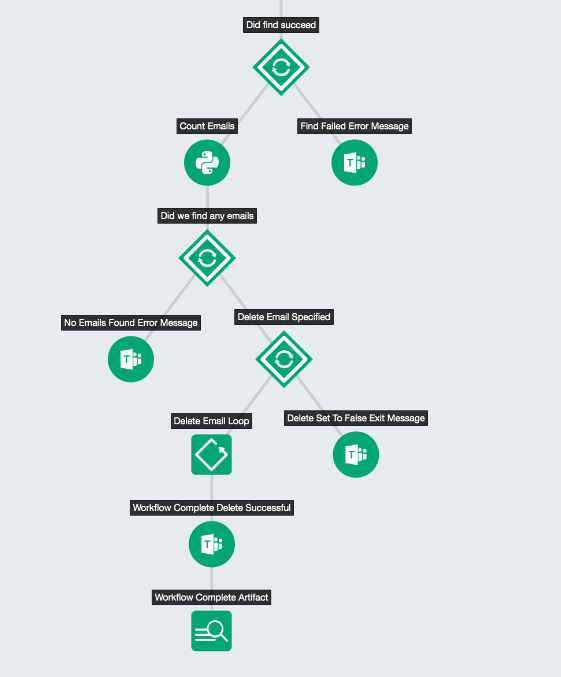 Did find succeed
Count Emails
Find Failed Error Message
Did we find any emails
No Emails Found Error Message
Delete Email Specified
Delete Email Loop
Delete Set To False Exit Message
Workflow Complete Delete Successful
Workflow Complete Artifact